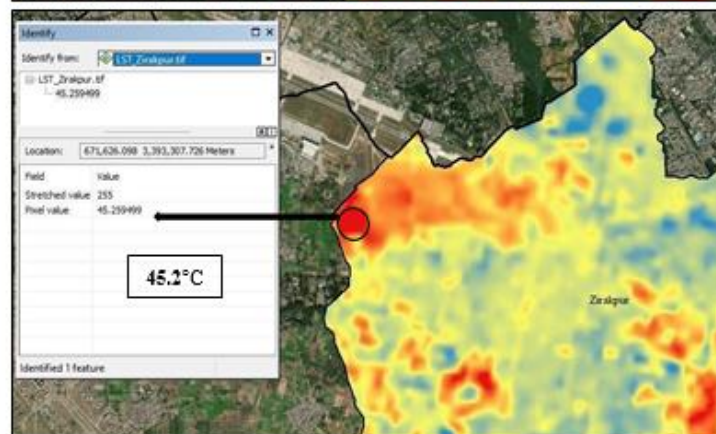 Identify
Identify from: LST_Zirakpur.tif
LST_Zirakpur.tif
45.259499
Location: 671,626.098 3,393,307.726 Meters
Field Value
Stretched value 255
Pixel value 45.259499
45.2°C
Identified 1 feature
Zirakpur